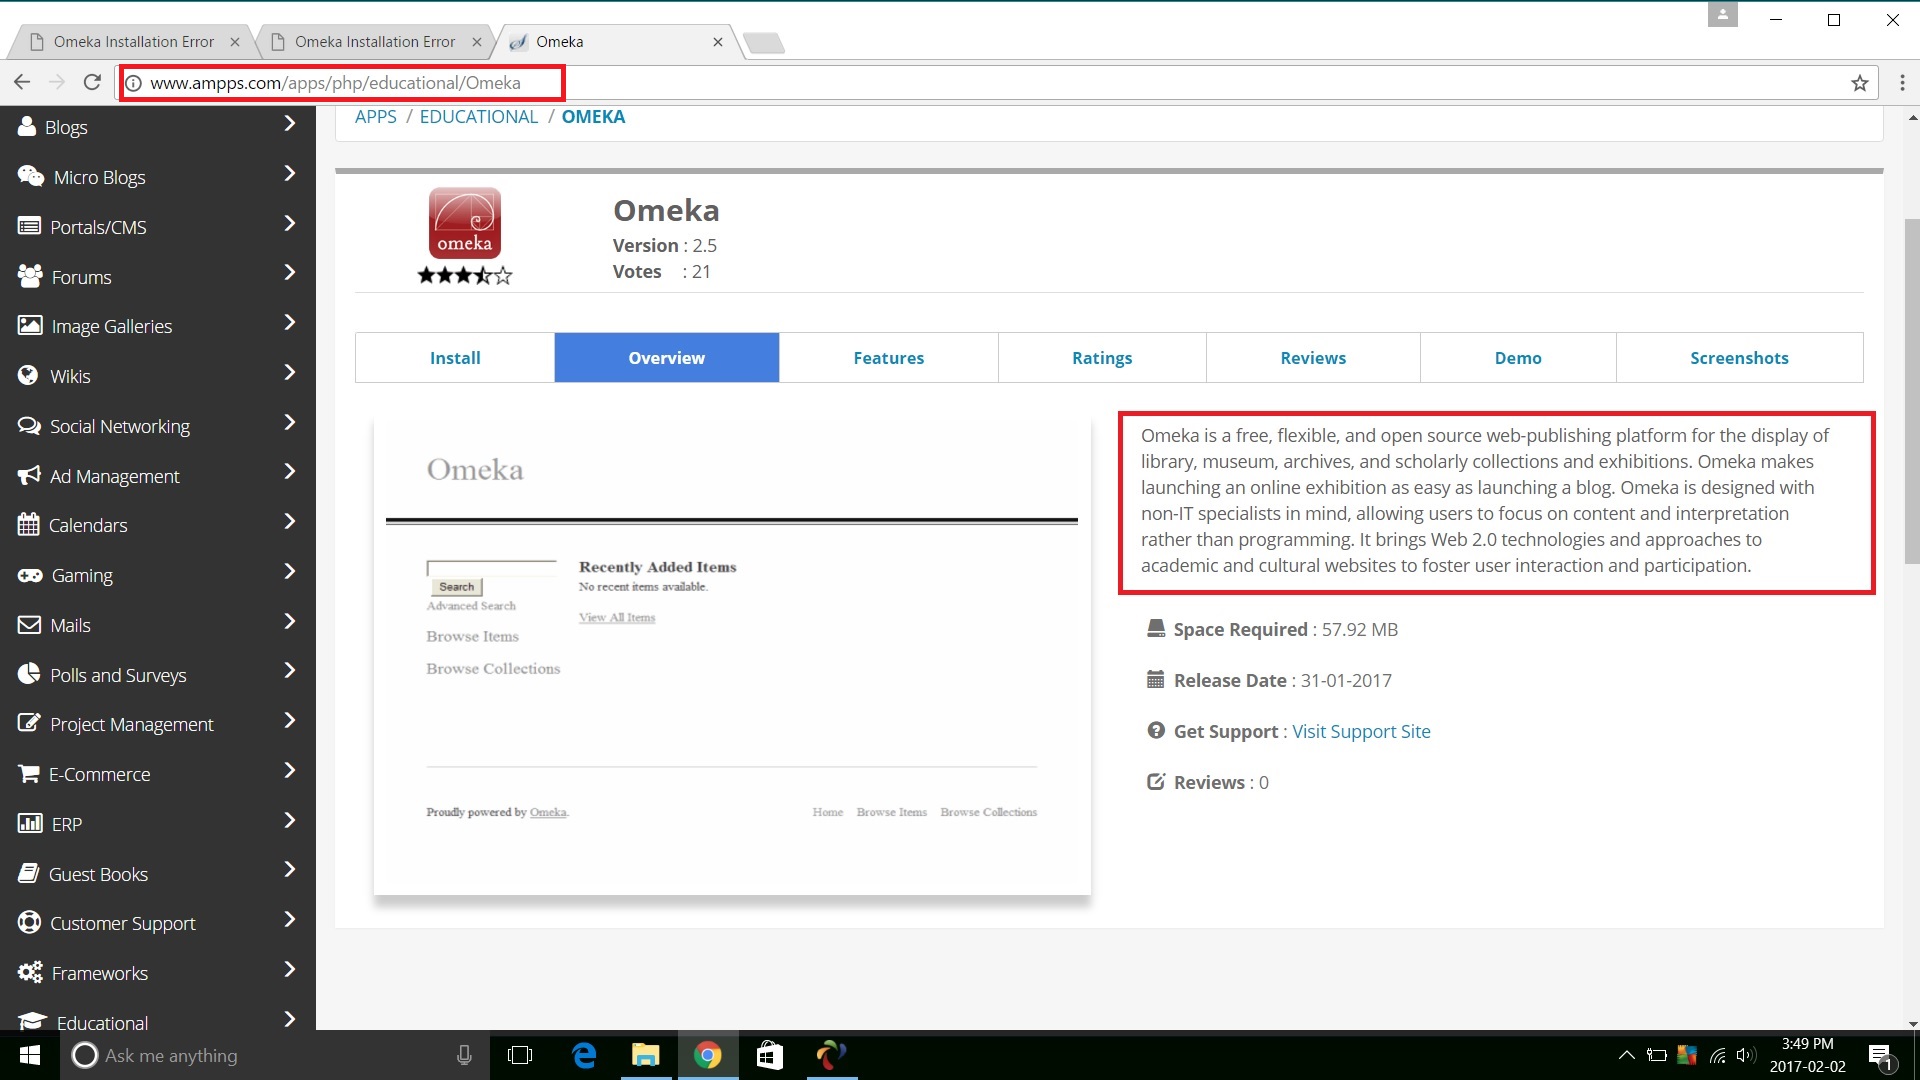 Omeka Installation Error
Omeka Installation Error
Omeka
www.ampps.com/apps/php/educational/Omeka
Blogs
Micro Blogs
Portals/CMS
Forums
Image Galleries
Wikis
Social Networking
Ad Management
Calendars
Gaming
Mails
Polls and Surveys
Project Management
E-Commerce
ERP
Guest Books
Customer Support
Frameworks
Educational
APPS / EDUCATIONAL / OMEKA
omeka
Omeka
Version : 2.5
Votes : 21
Install Overview Features Ratings Reviews Demo Screenshots
Omeka
Search
Advanced Search
Browse Items
Browse Collections
Recently Added Items
No recent items available.
View All Items
Proudly powered by Omeka.
Home Browse Items Browse Collections
Omeka is a free, flexible, and open source web-publishing platform for the display of
library, museum, archives, and scholarly collections and exhibitions. Omeka makes
launching an online exhibition as easy as launching a blog. Omeka is designed with
non-IT specialists in mind, allowing users to focus on content and interpretation
rather than programming. It brings Web 2.0 technologies and approaches to
academic and cultural websites to foster user interaction and participation.
Space Required : 57.92 MB
Release Date : 31-01-2017
Get Support : Visit Support Site
Reviews : 0
Ask me anything
3:49 PM
2017-02-02
1